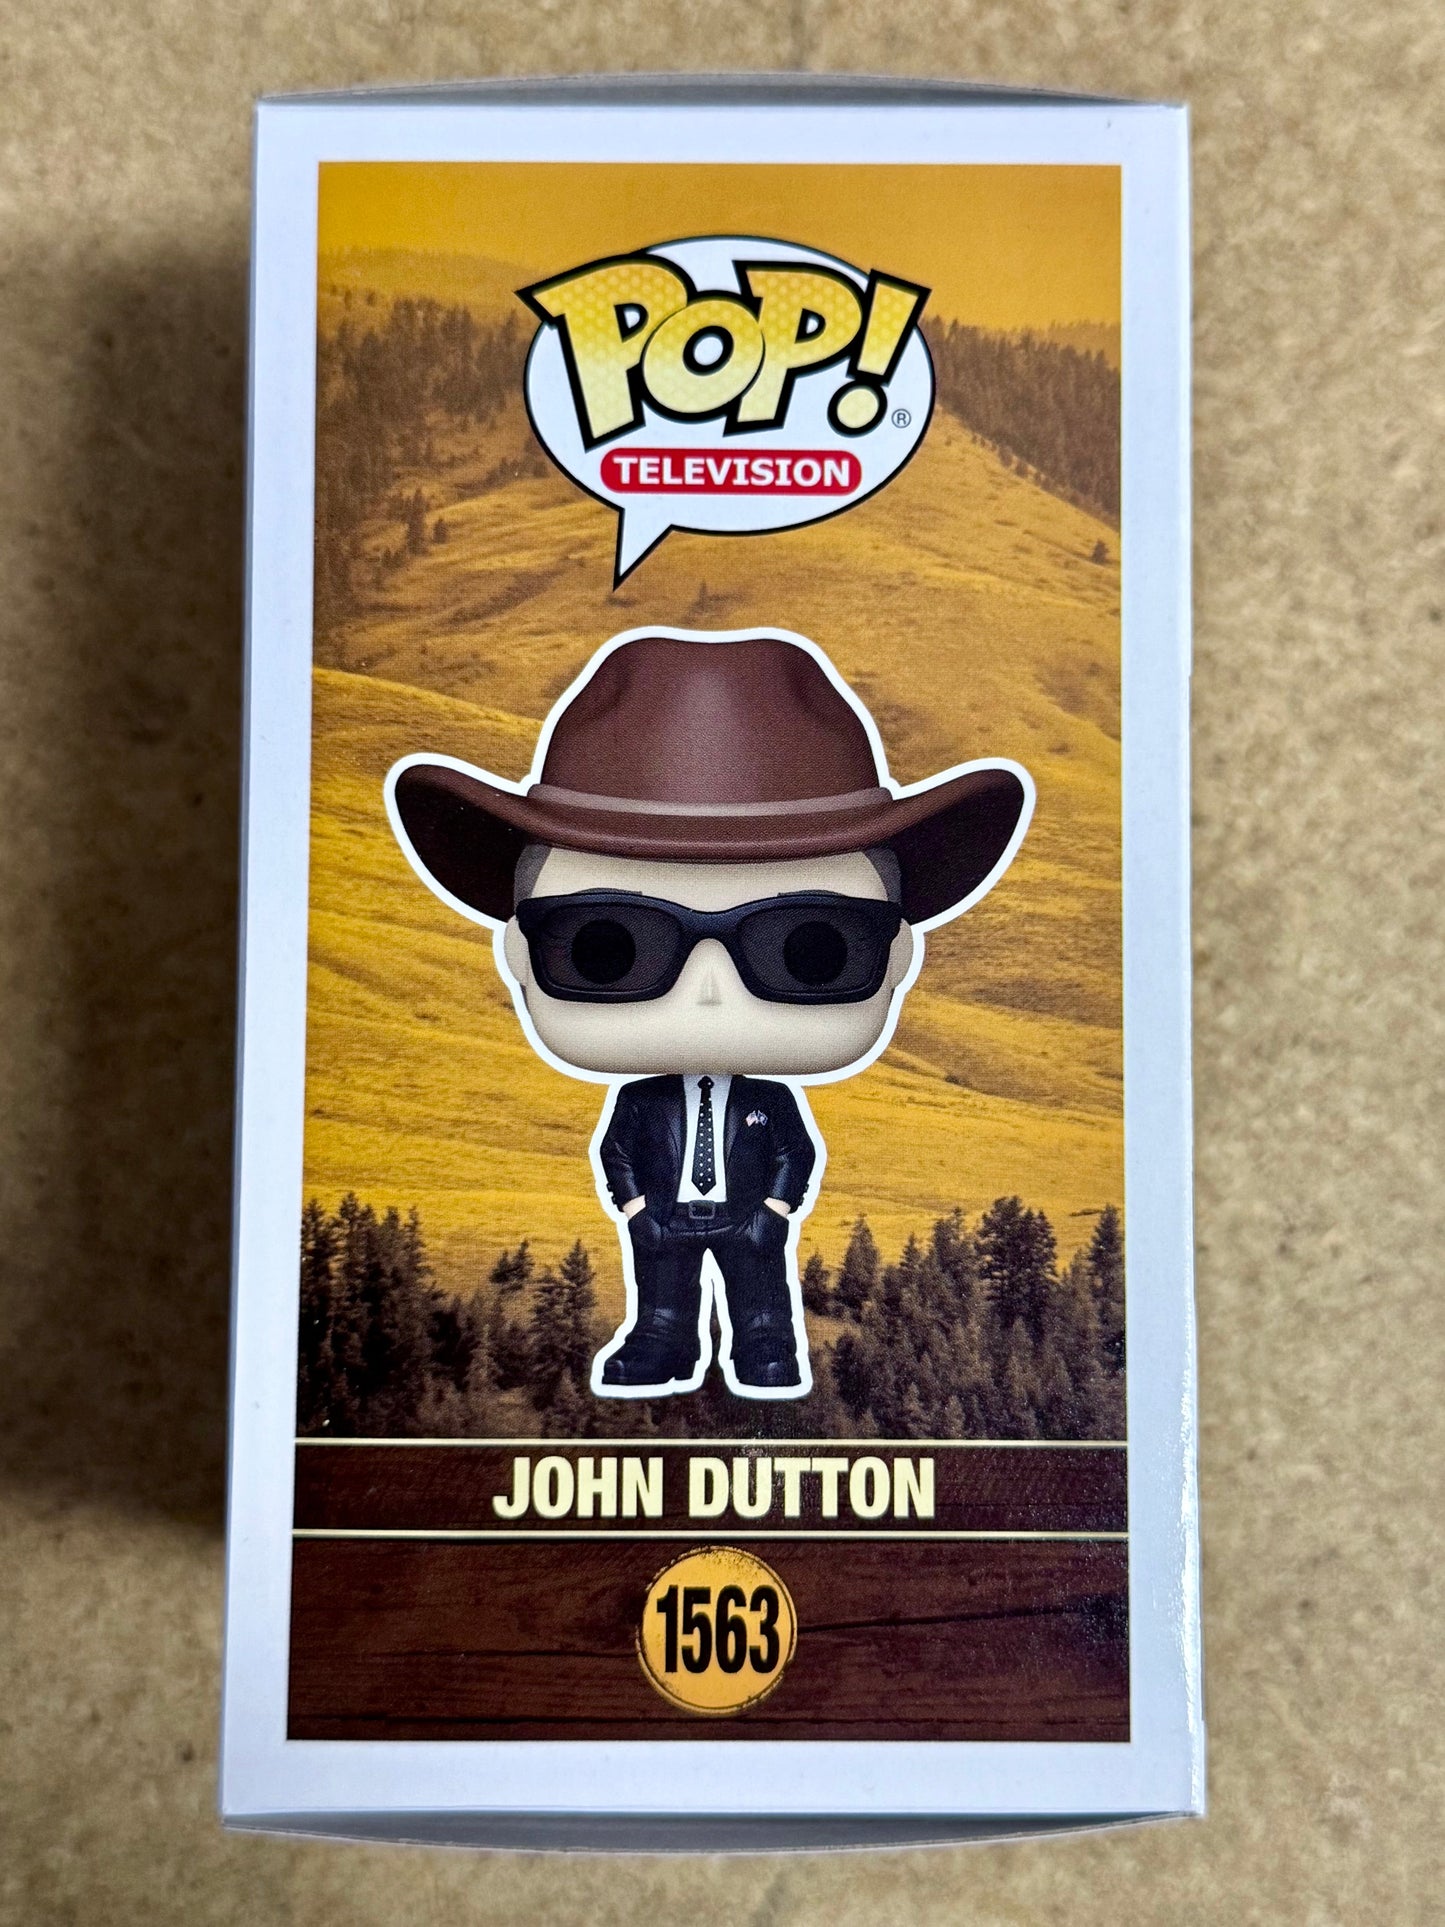 POP!®
TELEVISION
JOHN DUTTON
1563